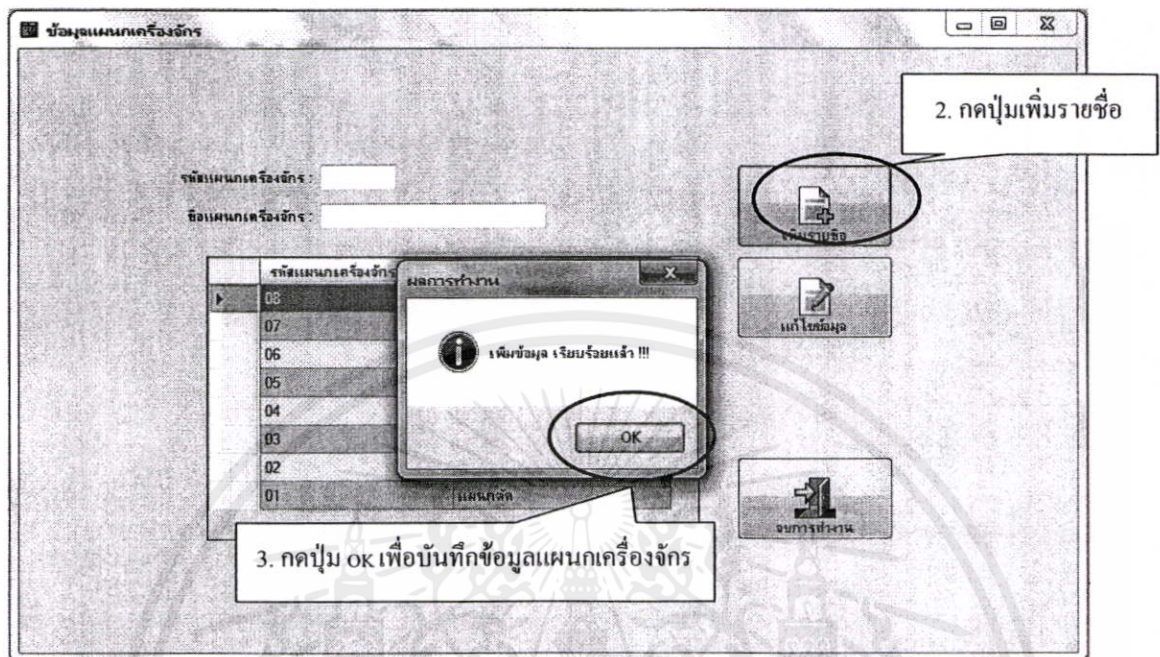 ข้อมูลแผนกเครื่องจักร
2. กดปุ่มเพิ่มรายชื่อ
รหัสแผนกเครื่องจักร :
ชื่อแผนกเครื่องจักร :
เพิ่มรายชื่อ
รหัสแผนกเครื่องจักร
ผลการทำงาน
08
07
แก้ไขข้อมูล
06
เพิ่มข้อมูล เรียบร้อยแล้ว !!!
05
04
03
OK
02
01 แผนกตัด
จบการทำงาน
3. กดปุ่ม OK เพื่อบันทึกข้อมูลแผนกเครื่องจักร